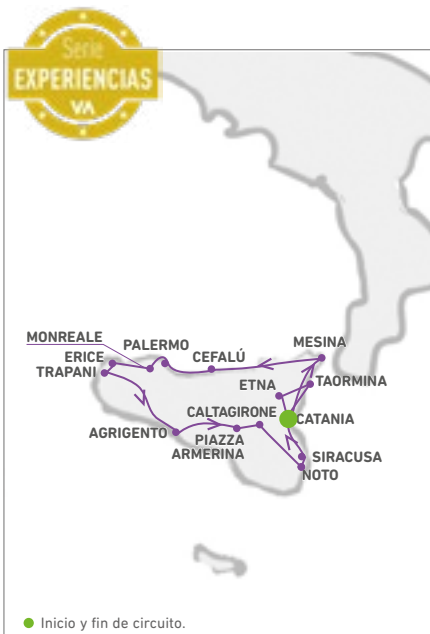 Serie
EXPERIENCIAS
VA
MONREALE
PALERMO
ERICE
CEFALÚ
TRAPANI
MESINA
ETNA
TAORMINA
CALTAGIRONE
CATANIA
AGRIGENTO
PIAZZA
ARMERINA
SIRACUSA
NOTO
Inicio y fin de circuito.